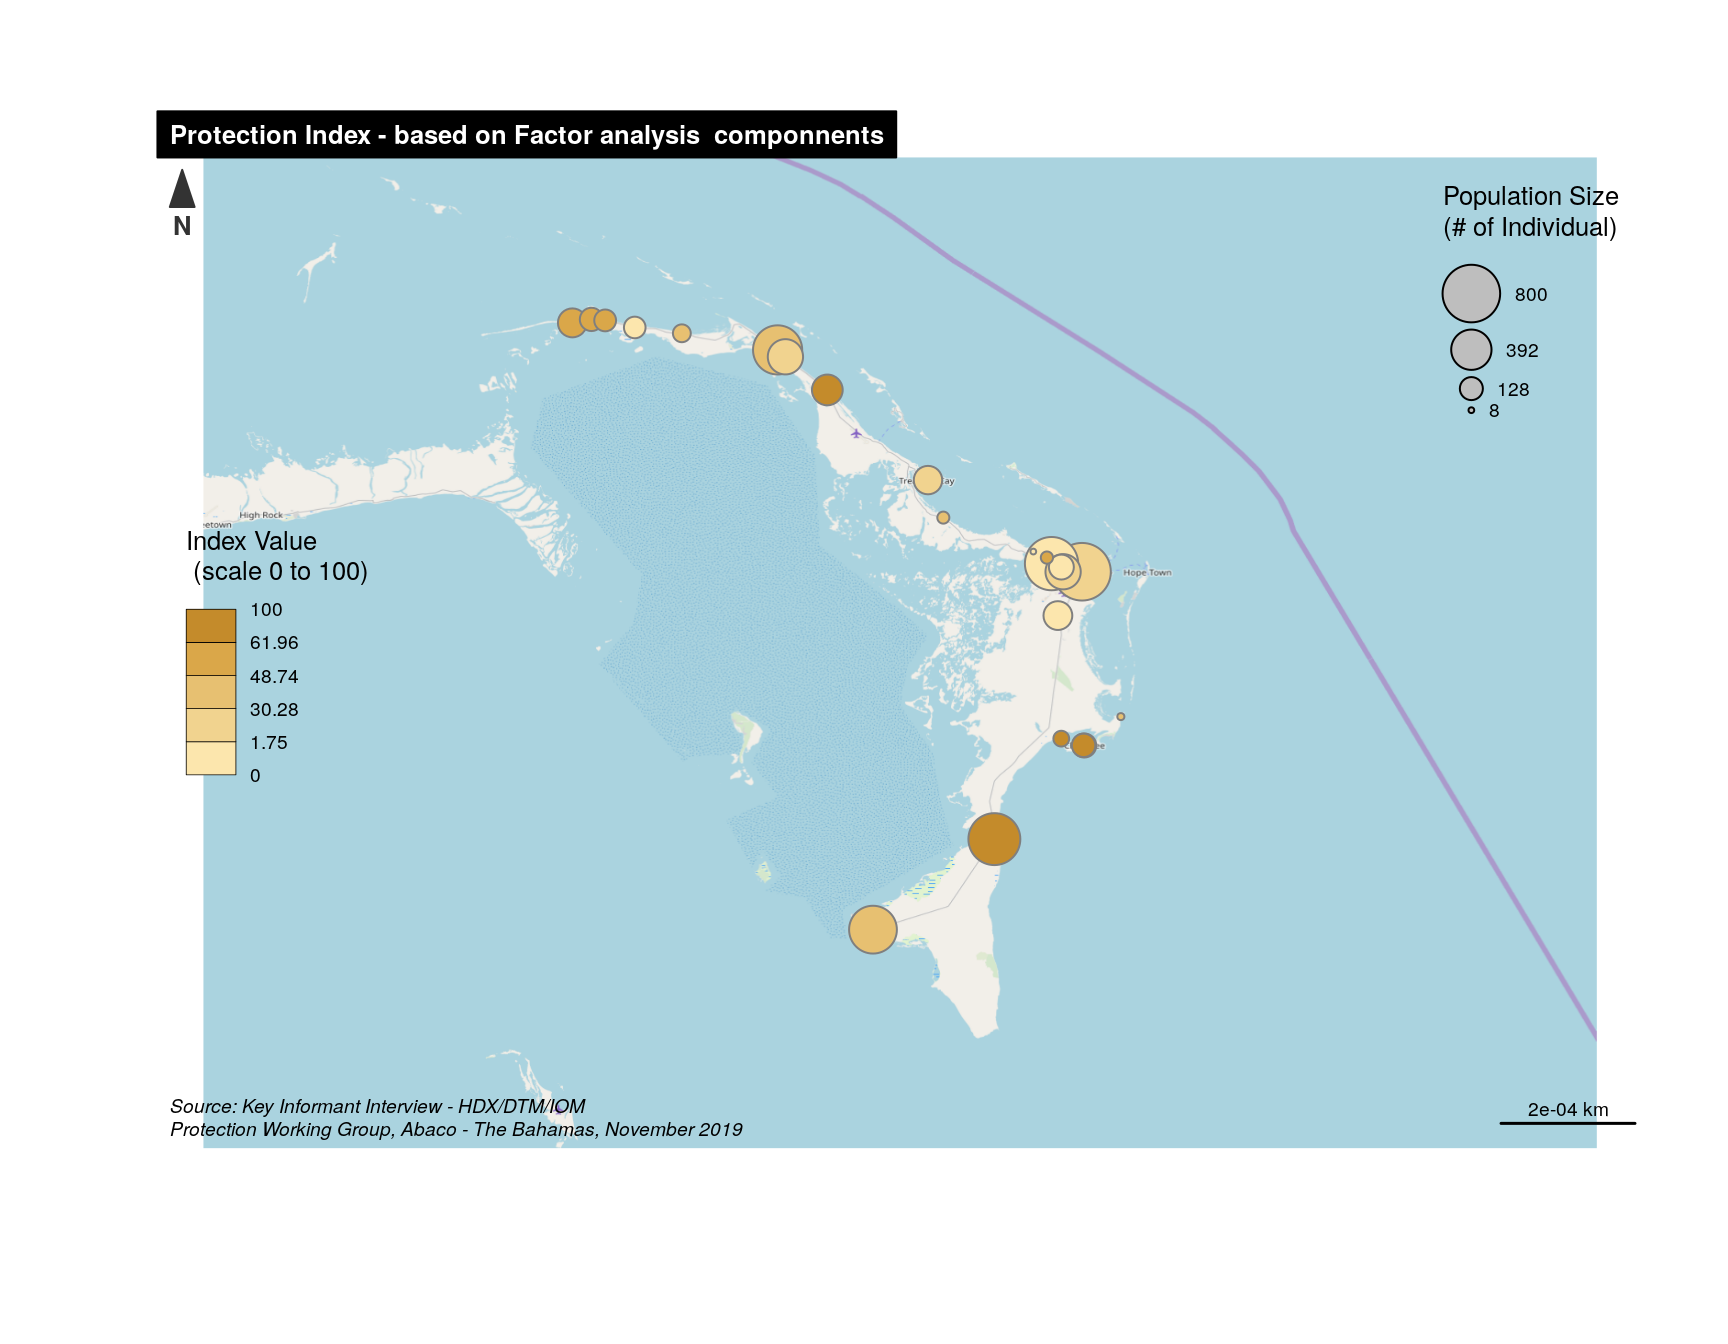 Protection Index - based on Factor analysis  componnents
N
Population Size
(# of Individual)
800
392
128
8
High Rock
eetown
Hope Town
Index Value
(scale 0 to 100)
100
61.96
48.74
30.28
1.75
0
Source: Key Informant Interview - HDX/DTM/IOM
Protection Working Group, Abaco - The Bahamas, November 2019
2e-04 km